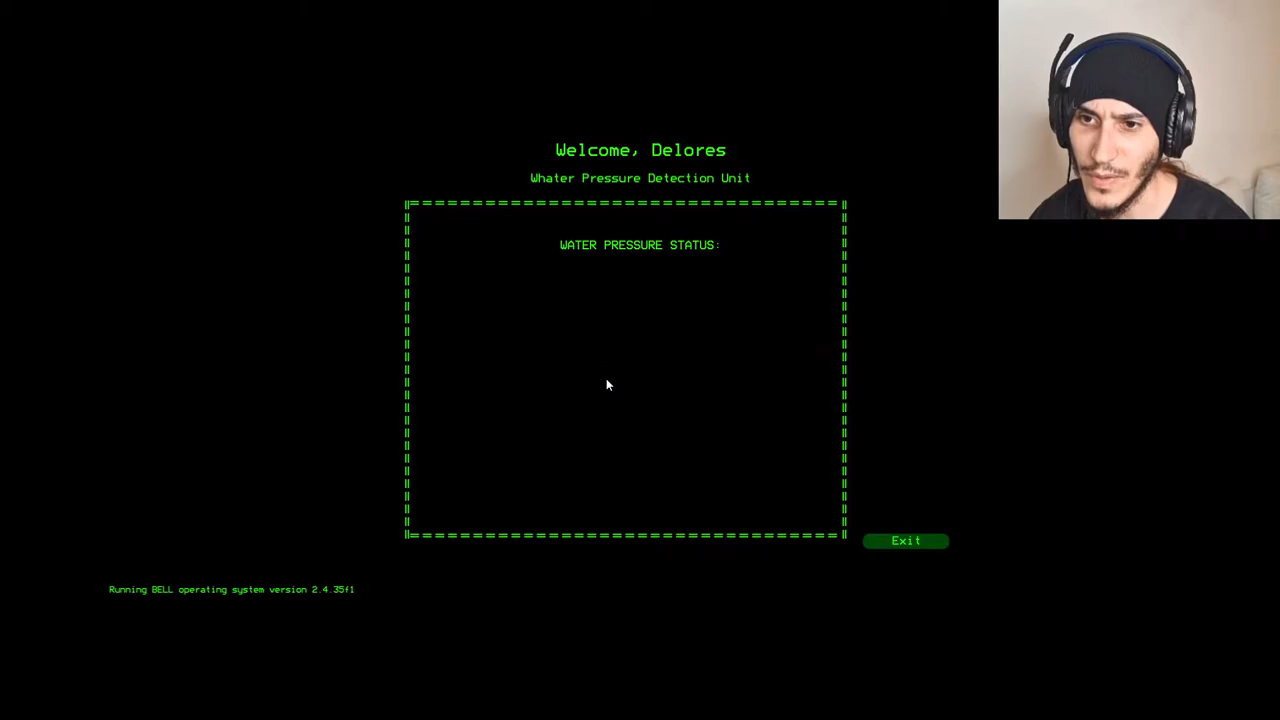 Welcome, Delores
Whater Pressure Detection Unit
WATER PRESSURE STATUS:
Exit
Running BELL operating system version 2.4.35f1